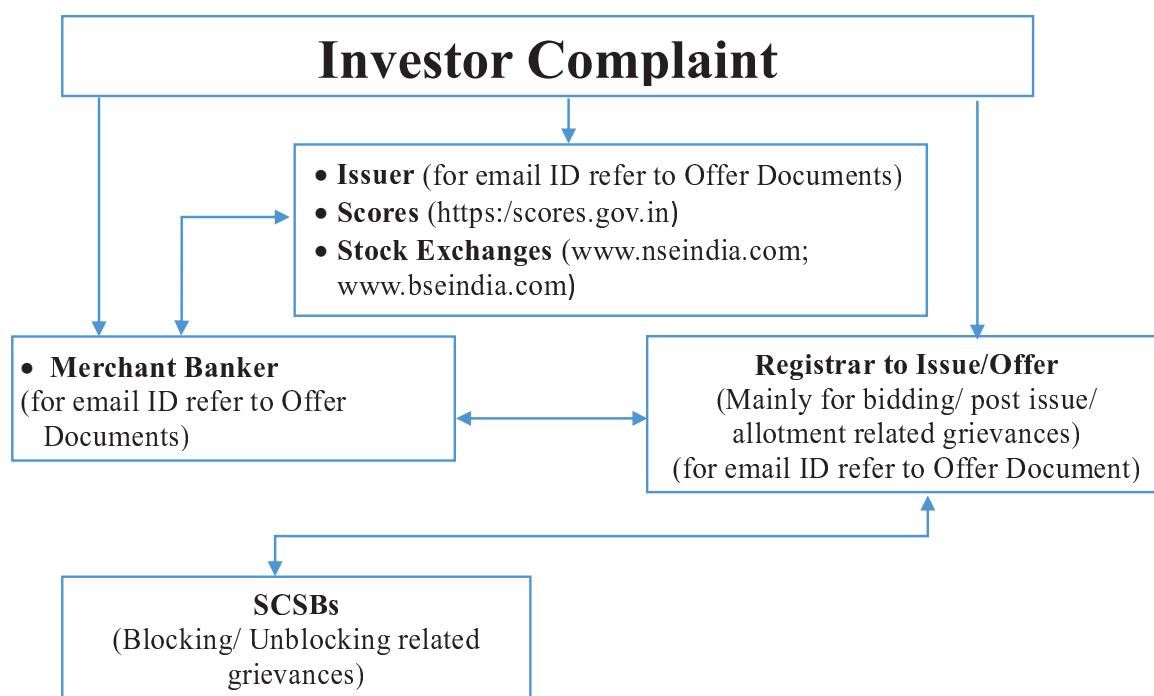 Investor Complaint
• Issuer (for email ID refer to Offer Documents)
• Scores (https:/scores.gov.in)
• Stock Exchanges (www.nseindia.com;
www.bseindia.com)
• Merchant Banker
(for email ID refer to Offer
Documents)
Registrar to Issue/Offer
(Mainly for bidding/ post issue/
allotment related grievances)
(for email ID refer to Offer Document)
SCSBs
(Blocking/ Unblocking related
grievances)